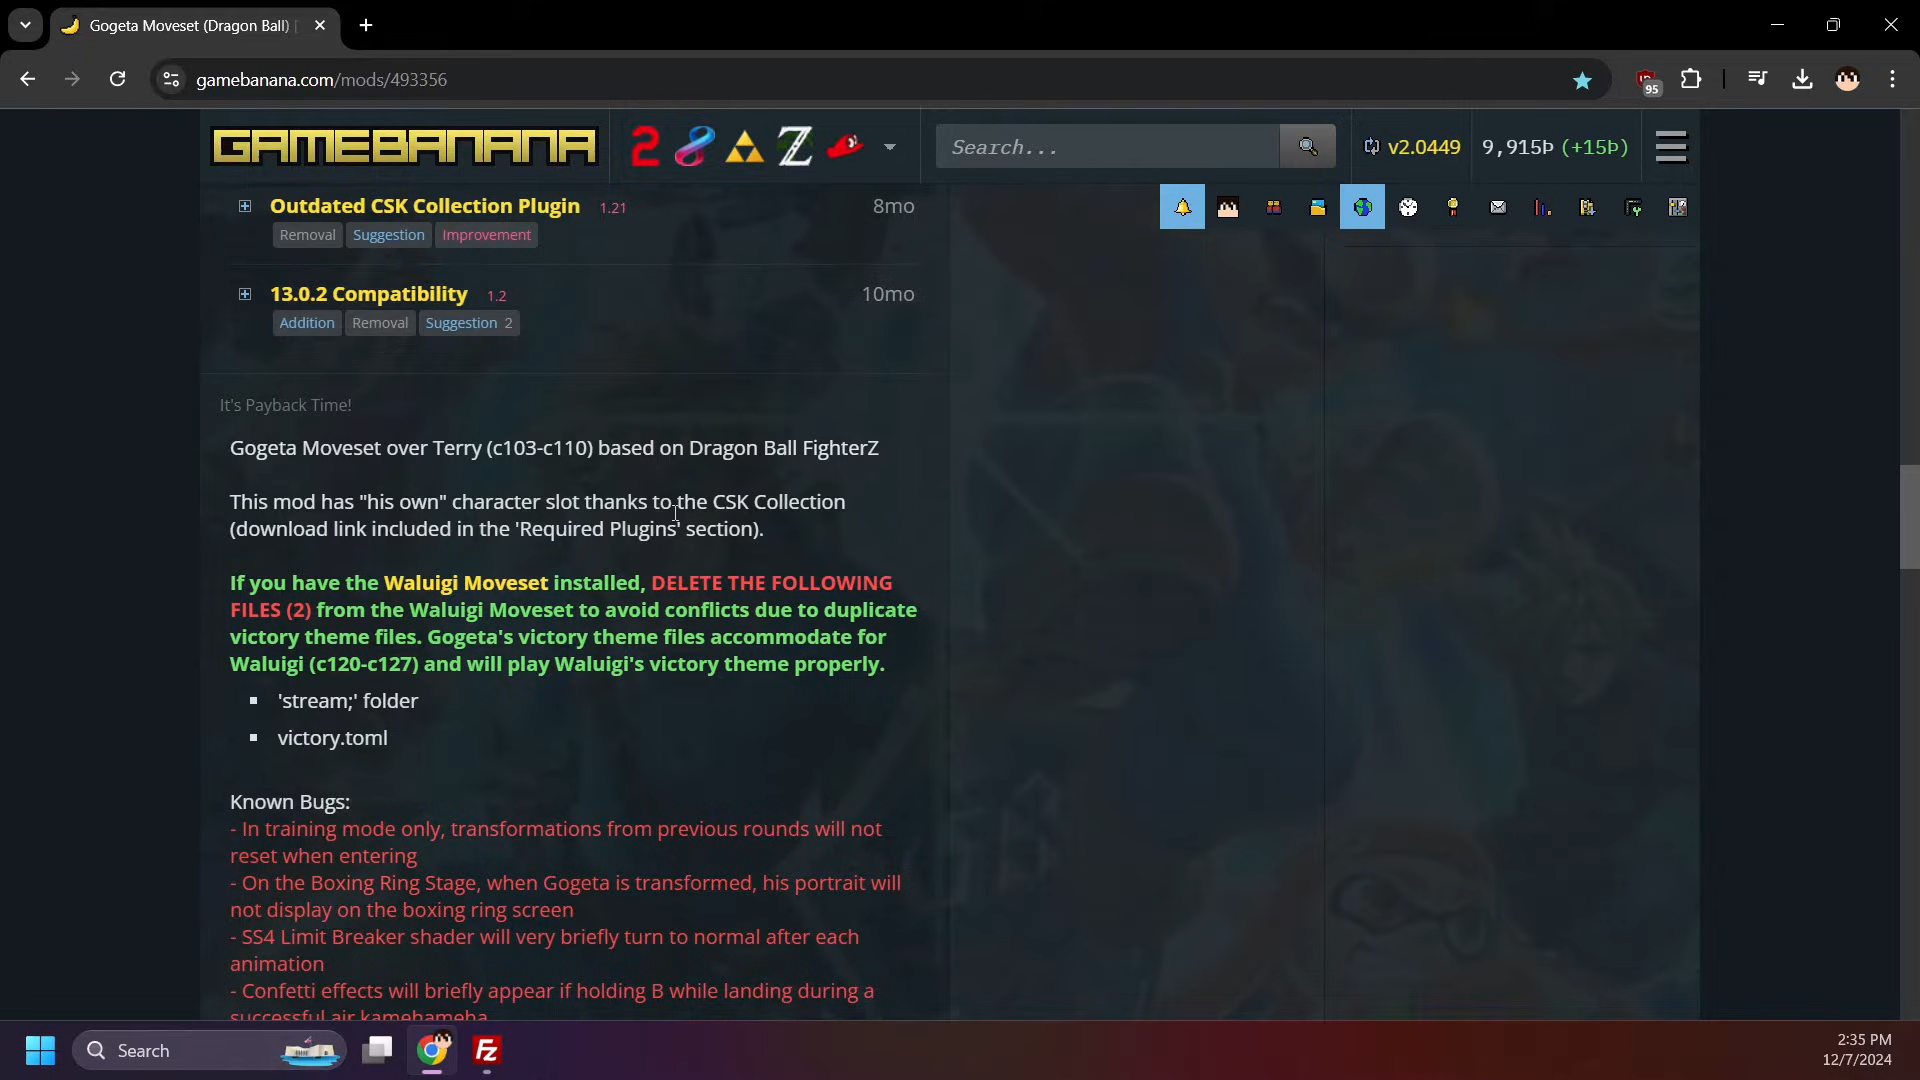 Gogeta Moveset (Dragon Ball)
gamebanana.com/mods/493356
95
GAMEBANANA
Search...
v2.0449
9,915Þ (+15Þ)
Outdated CSK Collection Plugin 1.21 8mo
Removal Suggestion Improvement
13.0.2 Compatibility 1.2 10mo
Addition Removal Suggestion 2
It's Payback Time!
Gogeta Moveset over Terry (c103-c110) based on Dragon Ball FighterZ
This mod has "his own" character slot thanks to the CSK Collection
(download link included in the 'Required Plugins' section).
If you have the Waluigi Moveset installed, DELETE THE FOLLOWING
FILES (2) from the Waluigi Moveset to avoid conflicts due to duplicate
victory theme files. Gogeta's victory theme files accommodate for
Waluigi (c120-c127) and will play Waluigi's victory theme properly.
▪ 'stream;' folder
▪ victory.toml
Known Bugs:
- In training mode only, transformations from previous rounds will not
reset when entering
- On the Boxing Ring Stage, when Gogeta is transformed, his portrait will
not display on the boxing ring screen
- SS4 Limit Breaker shader will very briefly turn to normal after each
animation
- Confetti effects will briefly appear if holding B while landing during a
successful air kamehameha
Search
2:35 PM
12/7/2024